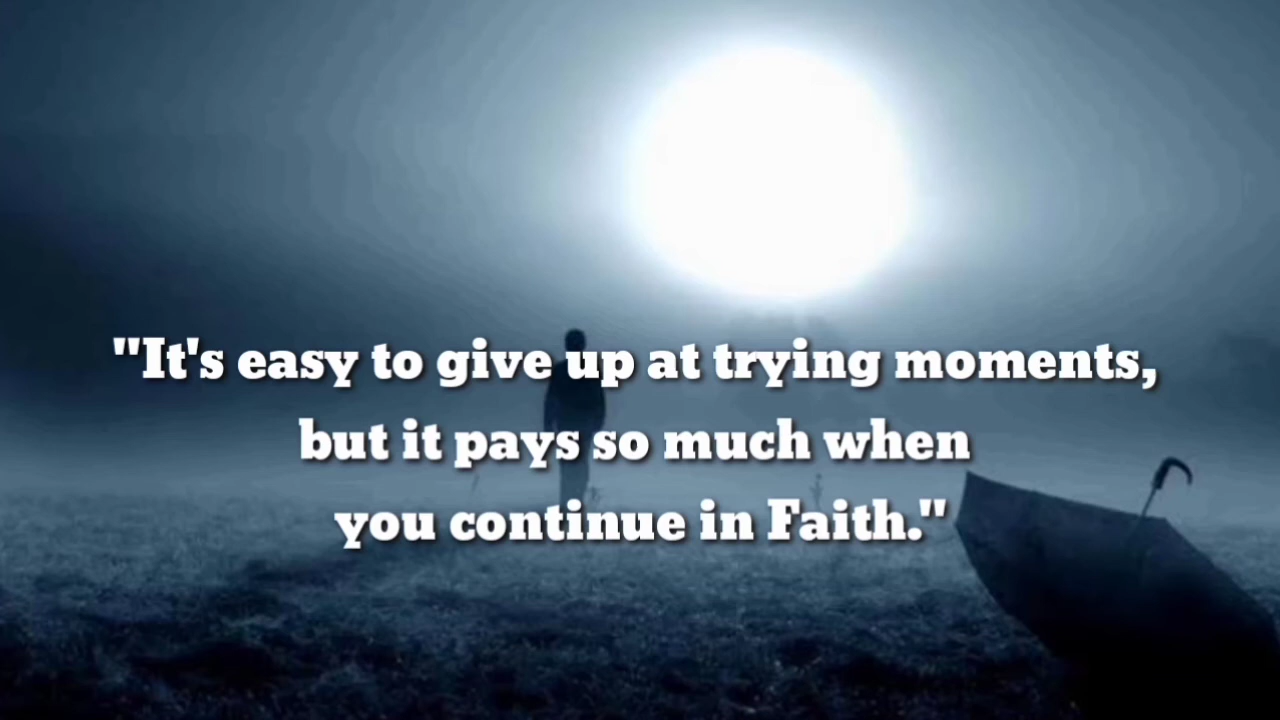 "It's easy to give up at trying moments,
but it pays so much when
you continue in Faith."